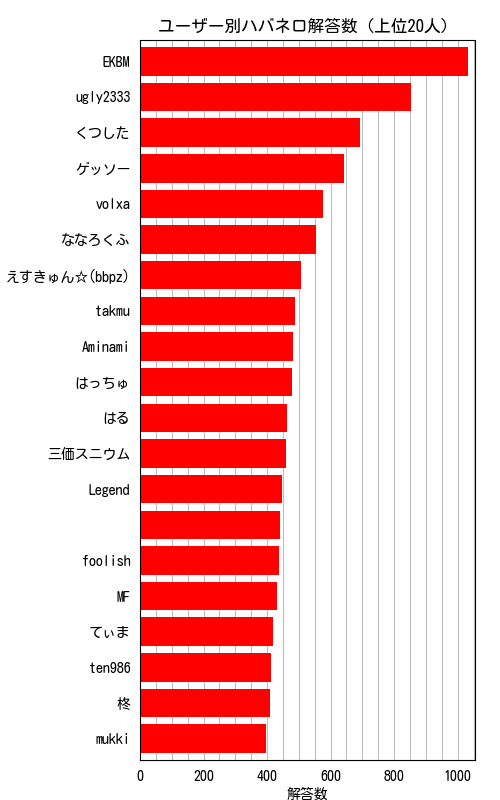 ユーザー別ハバネロ解答数 (上位20人)
EKBM
ugly2333
くつした
ゲッソー
volxa
ななろくふ
えすきゅん☆(bbpz)
takmu
Aminami
はっちゅ
はる
三価スニウム
Legend
foolish
MF
てぃま
ten986
柊
mukki
0 200 400 600 800 1000
解答数